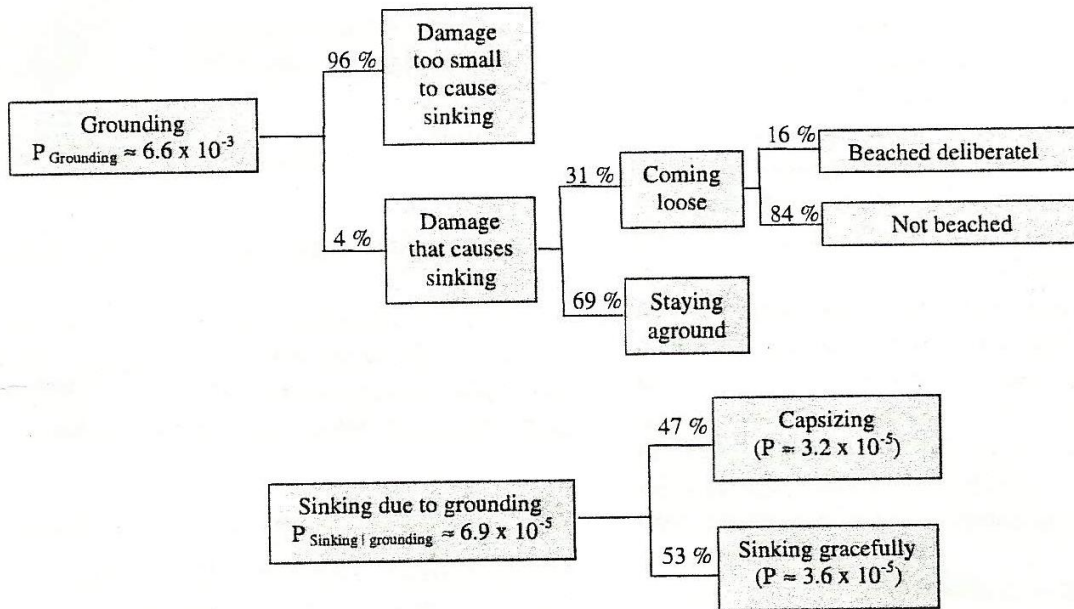 96 %
Damage
too small
to cause
sinking
Grounding
P Grounding ≈ 6.6 x 10⁻³
4 %
Damage
that causes
sinking
31 %
Coming
loose
16 %
Beached deliberatel
84 %
Not beached
69 %
Staying
aground
Sinking due to grounding
P Sinking | grounding ≈ 6.9 x 10⁻⁵
47 %
Capsizing
(P ≈ 3.2 x 10⁻⁵)
53 %
Sinking gracefully
(P ≈ 3.6 x 10⁻⁵)